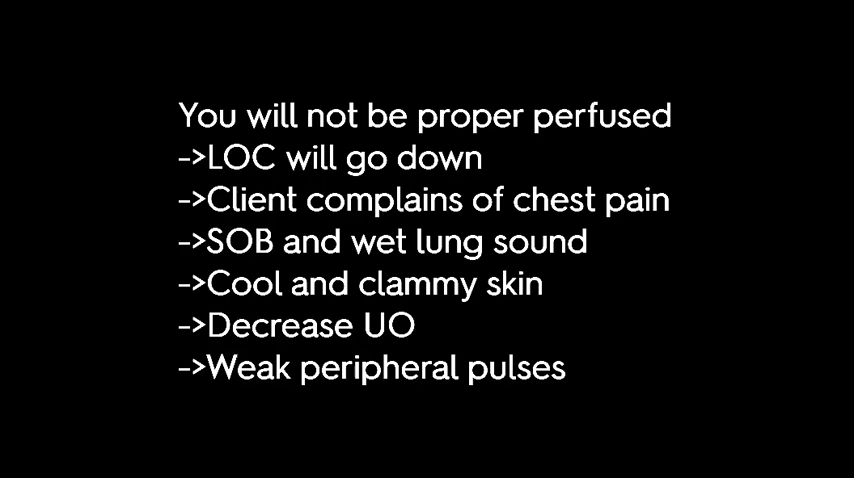 You will not be proper perfused
->LOC will go down
->Client complains of chest pain
->SOB and wet lung sound
->Cool and clammy skin
->Decrease UO
->Weak peripheral pulses